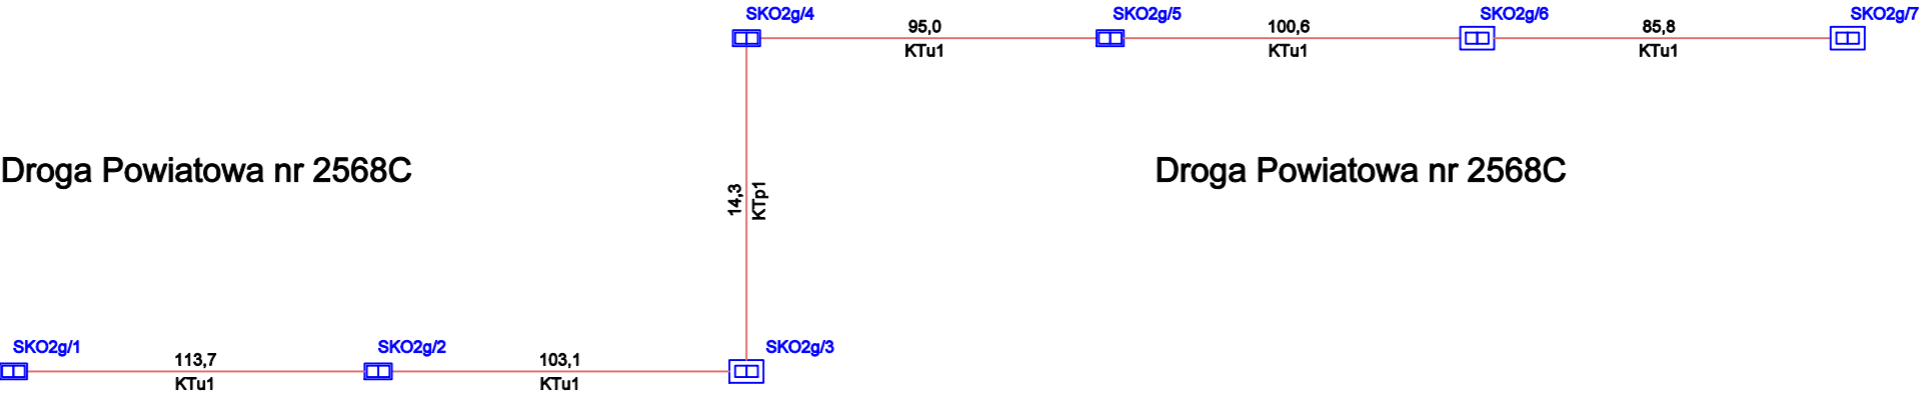 SKO2g/4
SKO2g/5
SKO2g/6
SKO2g/7
95,0
KTu1
100,6
KTu1
85,8
KTu1
Droga Powiatowa nr 2568C
14,3
KTp1
Droga Powiatowa nr 2568C
SKO2g/1
113,7
KTu1
SKO2g/2
103,1
KTu1
SKO2g/3